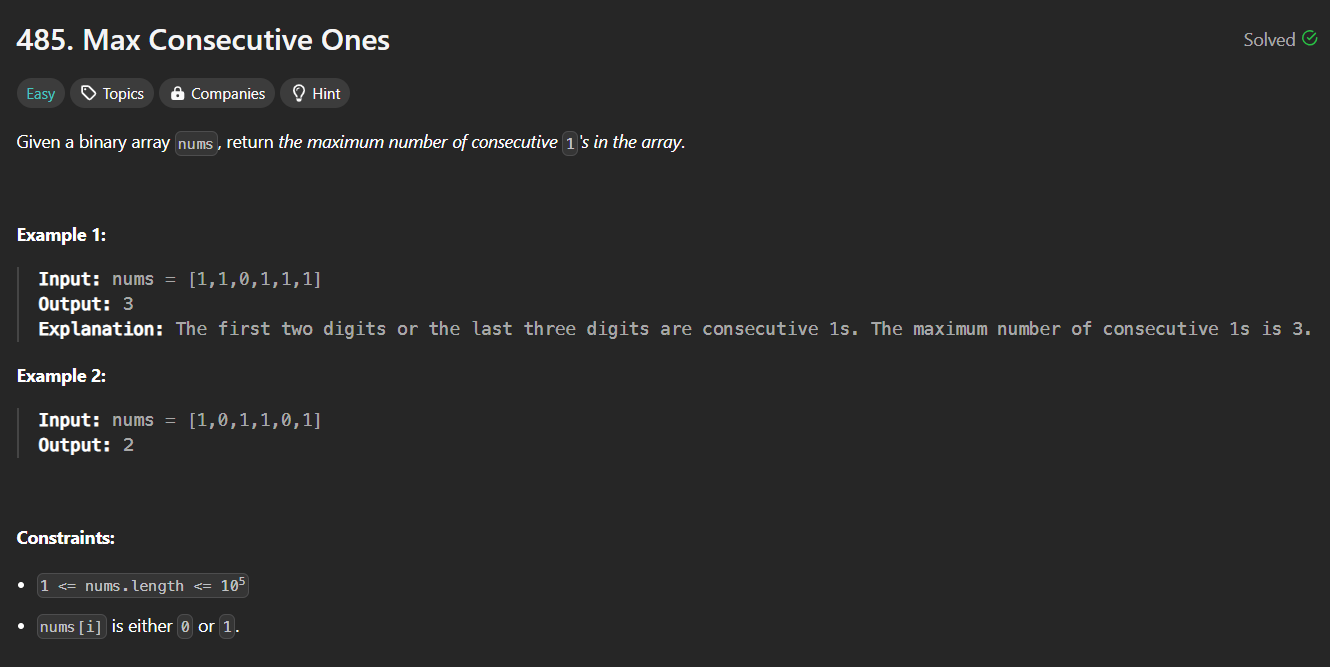 485. Max Consecutive Ones
Solved
Easy Topics Companies Hint
Given a binary array nums, return the maximum number of consecutive 1's in the array.
Example 1:
Input: nums = [1,1,0,1,1,1]
Output: 3
Explanation: The first two digits or the last three digits are consecutive 1s. The maximum number of consecutive 1s is 3.
Example 2:
Input: nums = [1,0,1,1,0,1]
Output: 2
Constraints:
• 1 <= nums.length <= 10⁵
• nums[i] is either 0 or 1.